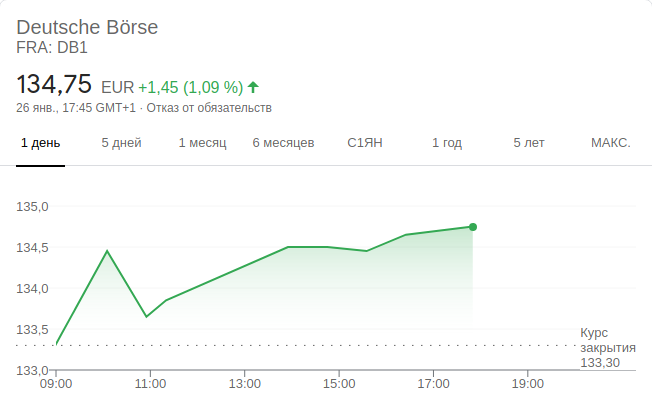 Deutsche Börse
FRA: DB1
134,75 EUR +1,45 (1,09 %)
26 янв., 17:45 GMT+1 · Отказ от обязательств
1 день 5 дней 1 месяц 6 месяцев С1ЯН 1 год 5 лет МАКС.
135,0
134,5
134,0
133,5
Курс
закрытия
133,30
133,0
09:00 11:00 13:00 15:00 17:00 19:00